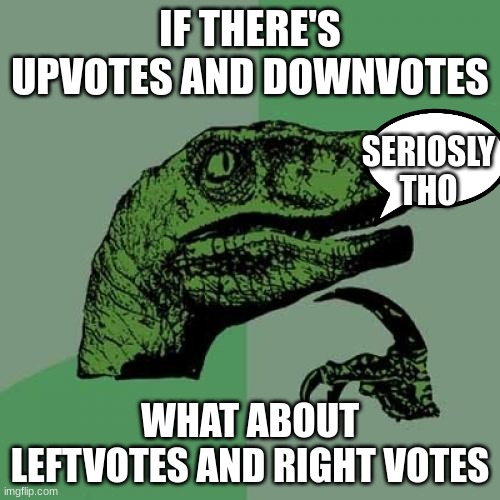 IF THERE'S
UPVOTES AND DOWNVOTES
SERIOSLY
THO
WHAT ABOUT
LEFTVOTES AND RIGHT VOTES
imgflip.com